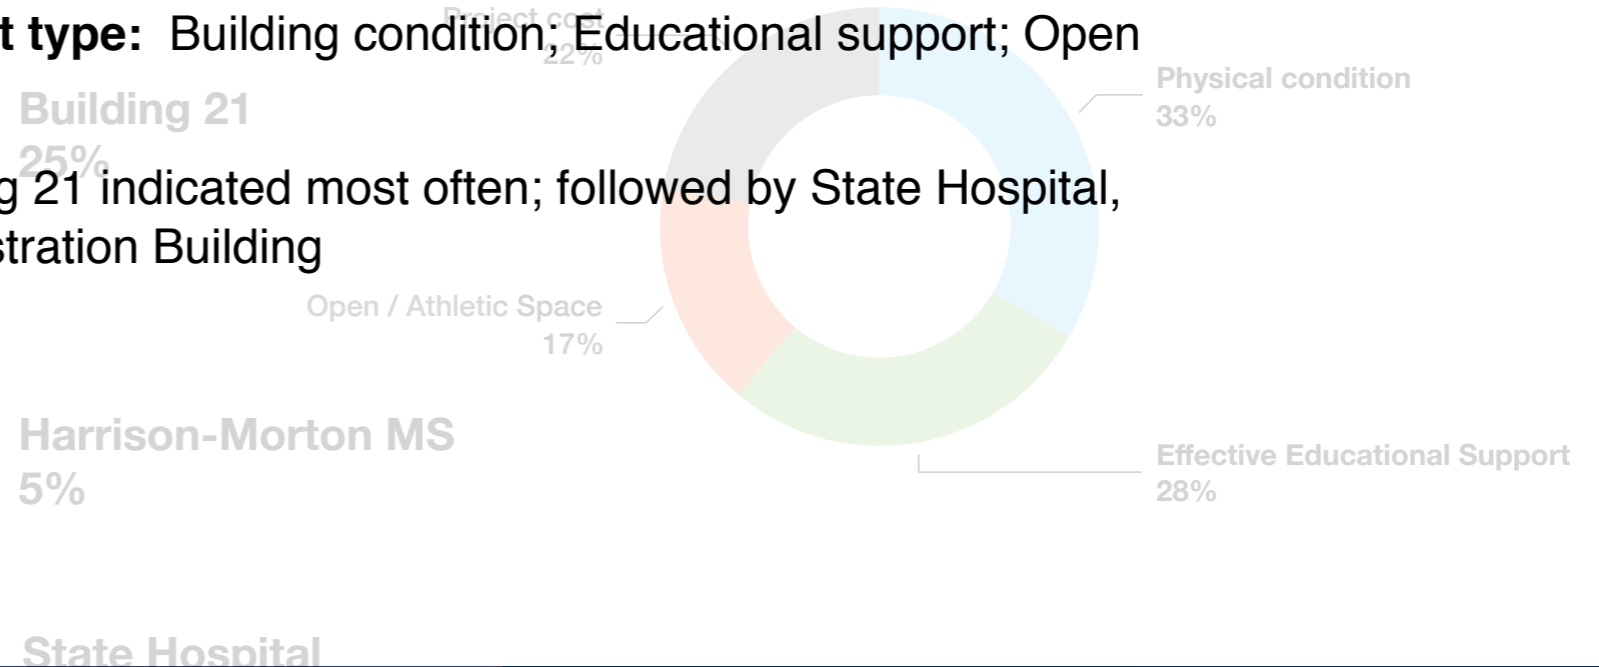 t type: Building condition; Educational support; Open
Project cost
22%
Physical condition
33%
Building 21
25%
g 21 indicated most often; followed by State Hospital,
stration Building
Open / Athletic Space
17%
Harrison-Morton MS
5%
Effective Educational Support
28%
State Hospital